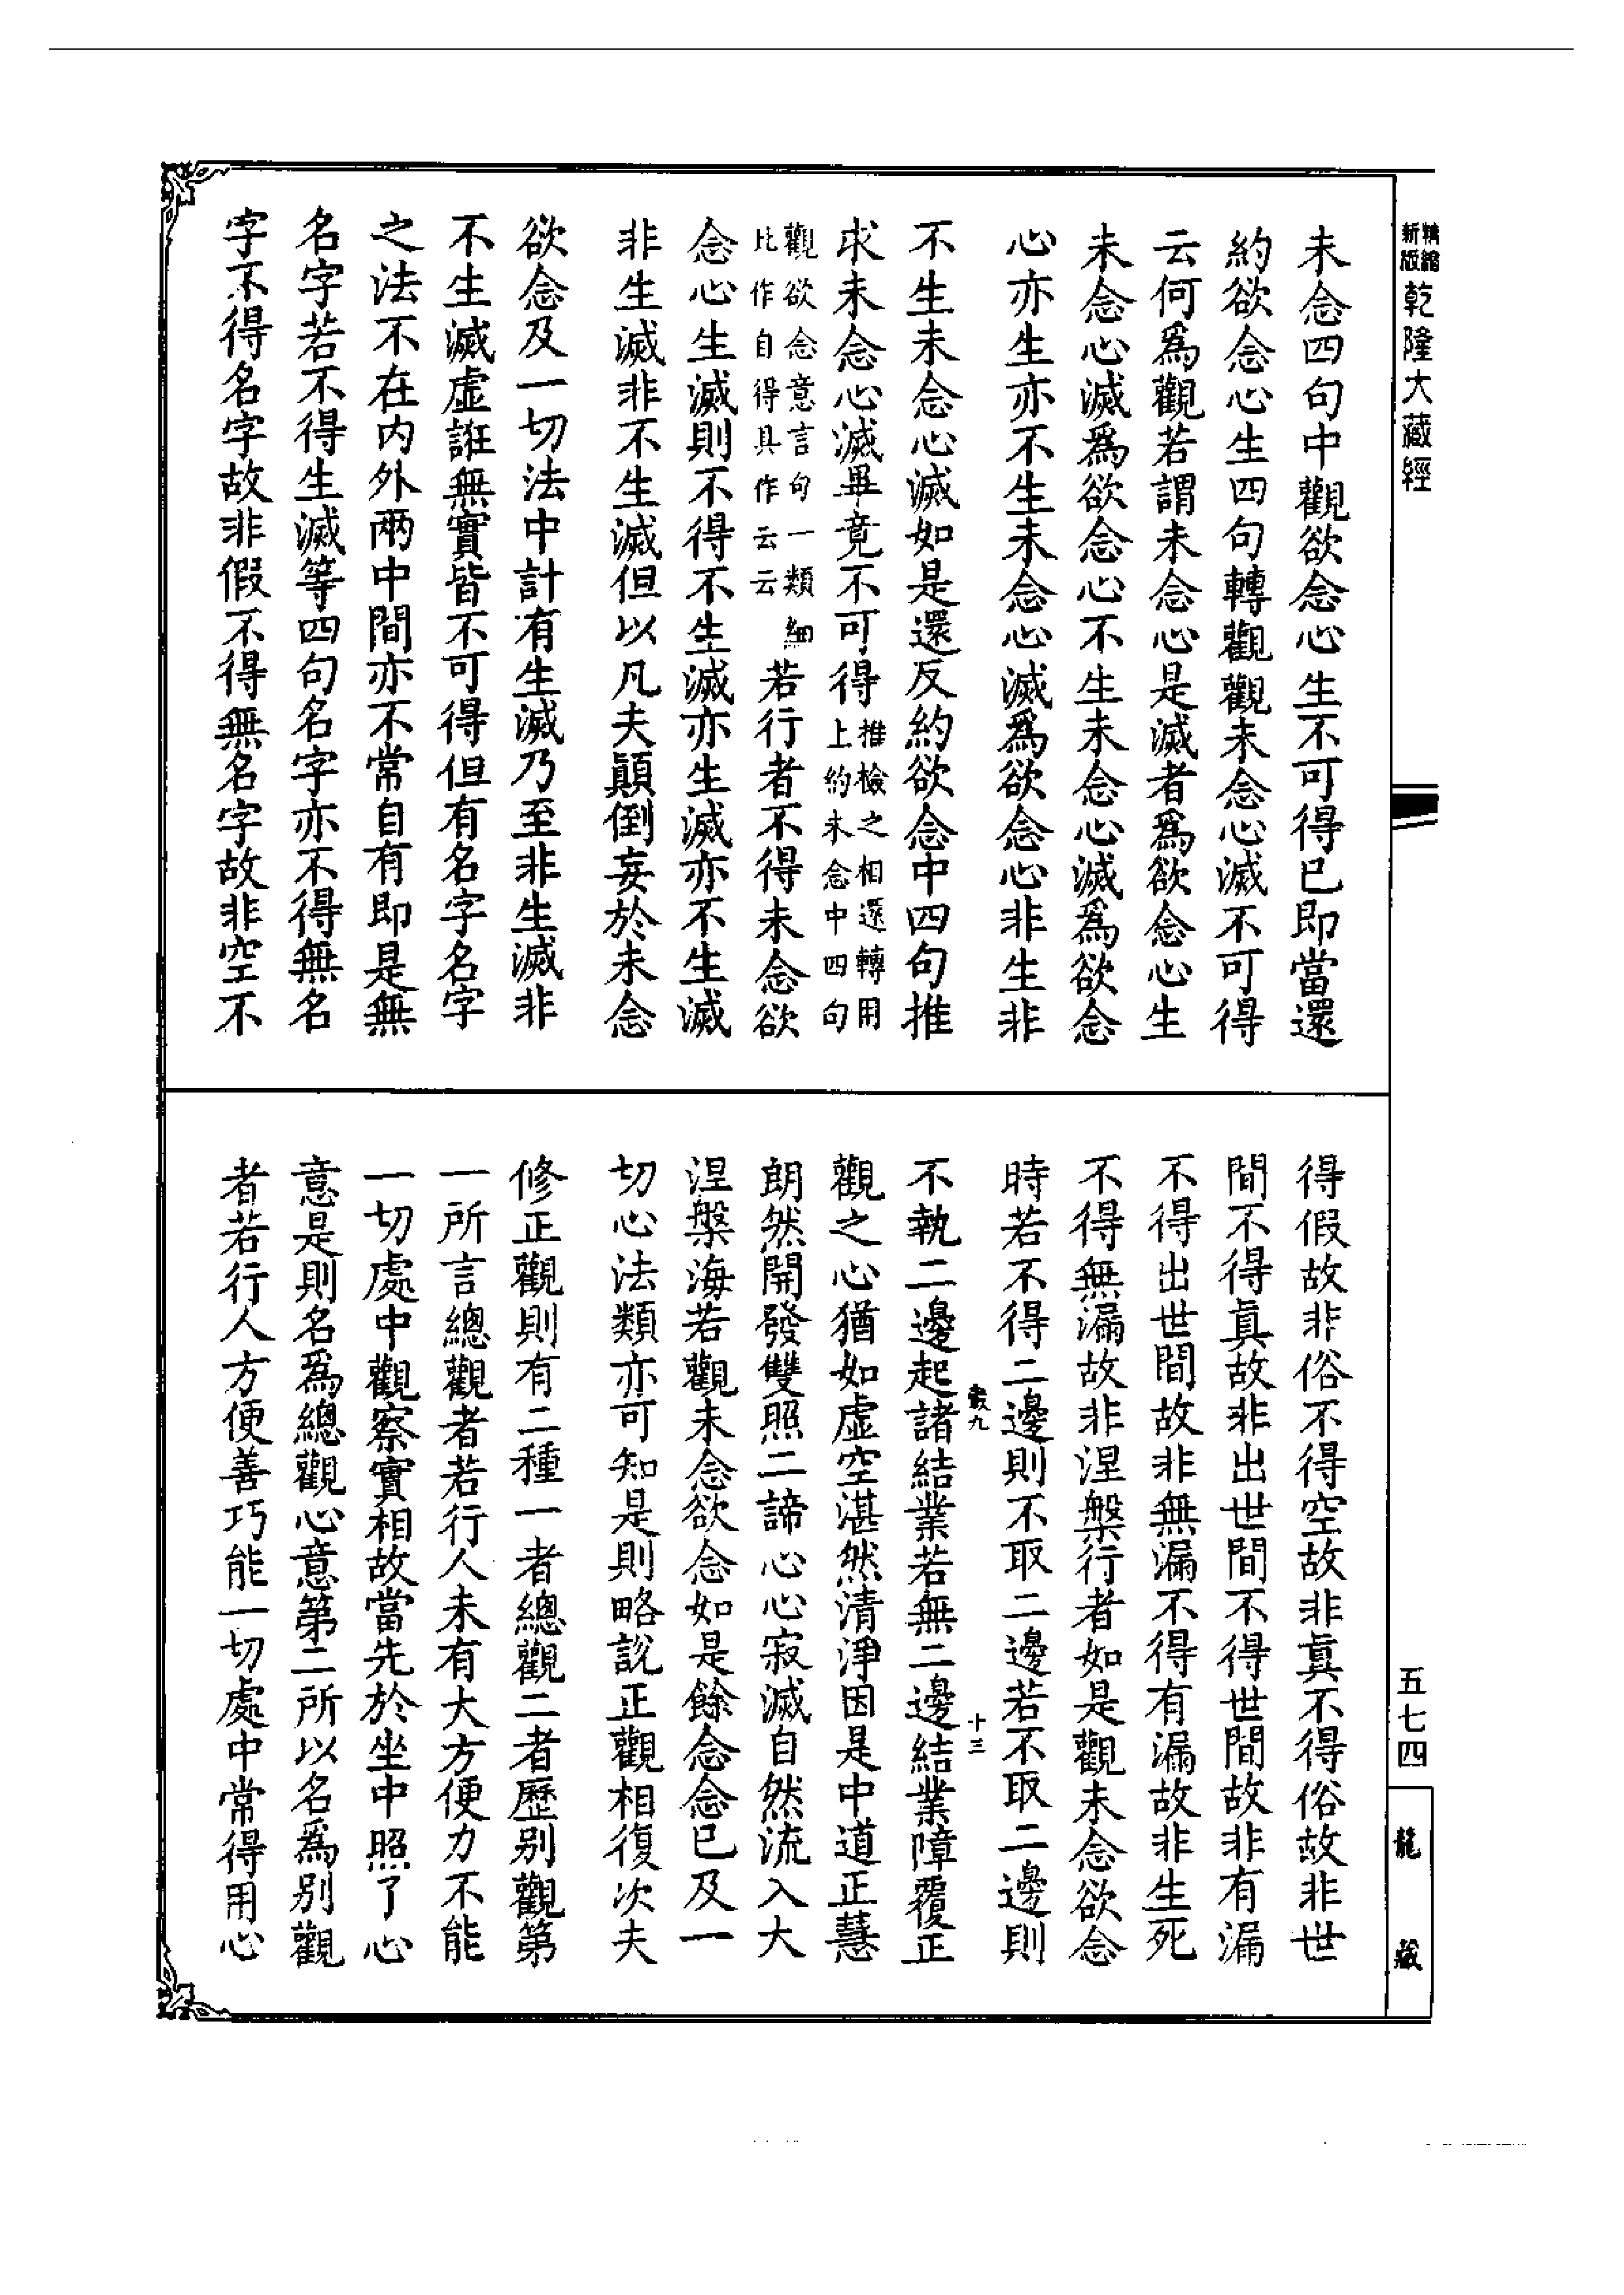 精縮新版乾隆大藏經
未念四句中觀欲念心生不可得已即當還
約欲念心生四句轉觀觀未念心滅不可得
云何爲觀若謂未念心是滅者爲欲念心生
未念心滅爲欲念心不生未念心滅爲欲念
心亦生亦不生未念心滅爲欲念心非生非
不生未念心滅如是還反約欲念中四句推
求未念心滅畢竟不可得推檢之相還轉用上約未念中四句
觀欲念意言句一類細比作自得具作云云若行者不得未念欲
念心生滅則不得不生滅亦生滅亦不生滅
非生滅非不生滅但以凡夫顛倒妄於未念
欲念及一切法中計有生滅乃至非生滅非
不生滅虛誑無實皆不可得但有名字名字
之法不在內外兩中間亦不常自有即是無
名字若不得生滅等四句名字亦不得無名
字不得名字故非假不得無名字故非空不
得假故非俗不得空故非眞不得俗故非世
間不得眞故非出世間不得世間故非有漏
不得出世間故非無漏不得有漏故非生死
不得無漏故非涅槃行者如是觀未念欲念
時若不得二邊則不取二邊若不取二邊則
九
十三
不執二邊起諸結業若無二邊結業障覆正
觀之心猶如虛空湛然清淨因是中道正慧
朗然開發雙照二諦心心寂滅自然流入大
涅槃海若觀未念欲念如是餘念念已及一
切心法類亦可知是則略說正觀相復次夫
修正觀則有二種一者總觀二者歷別觀第
一所言總觀者若行人未有大方便力不能
一切處中觀察實相故當先於坐中照了心
意是則名爲總觀心意第二所以名爲別觀
者若行人方便善巧能一切處中常得用心
五七四
龍藏